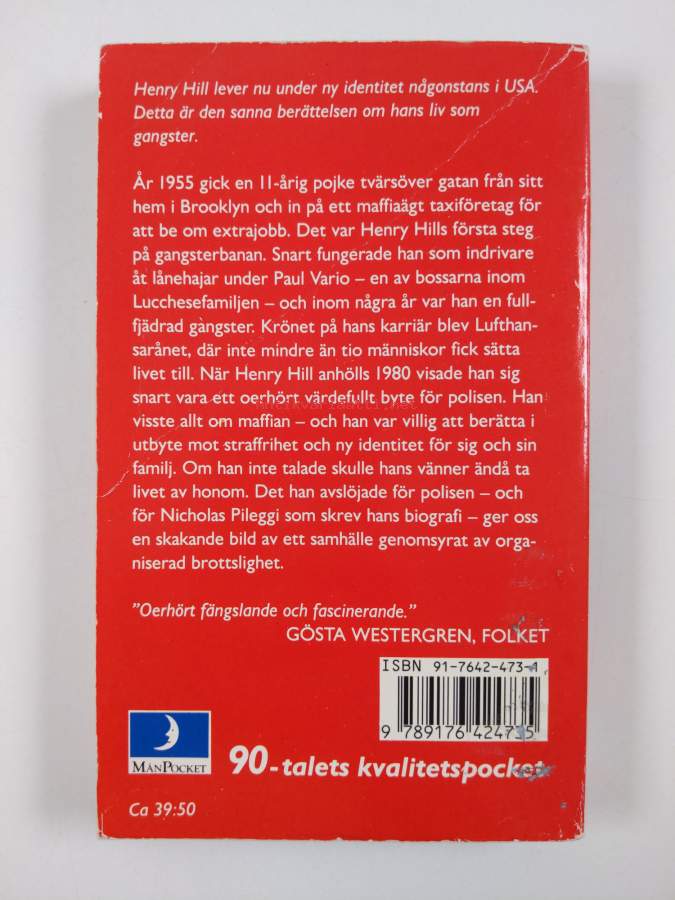 Henry Hill lever nu under ny identitet någonstans i USA.
Detta är den sanna berättelsen om hans liv som
gangster.
År 1955 gick en 11-årig pojke tvärsöver gatan från sitt
hem i Brooklyn och in på ett maffiaägt taxiföretag för
att be om extrajobb. Det var Henry Hills första steg
på gangsterbanan. Snart fungerade han som indrivare
åt lånehajar under Paul Vario – en av bossarna inom
Lucchesefamiljen – och inom några år var han en full-
fjädrad gangster. Krönet på hans karriär blev Lufthan-
sarånet, där inte mindre än tio människor fick sätta
livet till. När Henry Hill anhölls 1980 visade han sig
snart vara ett oerhört värdefullt byte för polisen. Han
visste allt om maffian – och han var villig att berätta i
utbyte mot straffrihet och ny identitet för sig och sin
familj. Om han inte talade skulle hans vänner ändå ta
livet av honom. Det han avslöjade för polisen – och
för Nicholas Pileggi som skrev hans biografi – ger oss
en skakande bild av ett samhälle genomsyrat av orga-
niserad brottslighet.
"Oerhört fängslande och fascinerande."
GÖSTA WESTERGREN, FOLKET
ISBN 91-7642-473-1
9 789176 424735
MÅNPOCKET
90-talets kvalitetspocket
Ca 39:50
antikvariaatti.net